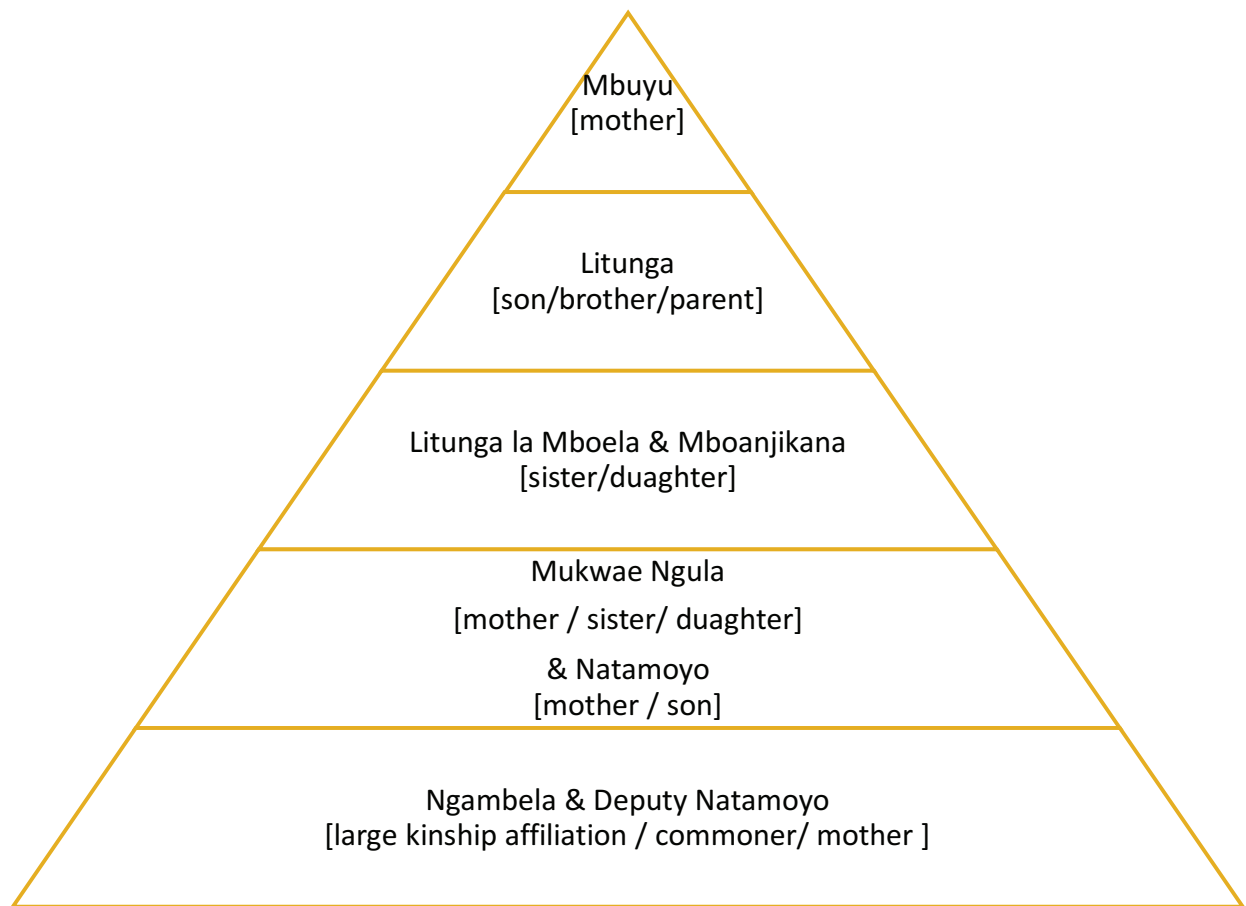 Mbuyu
[mother]
Litunga
[son/brother/parent]
Litunga la Mboela & Mboanjikana
[sister/duaghter]
Mukwae Ngula
[mother / sister/ duaghter]
& Natamoyo
[mother / son]
Ngambela & Deputy Natamoyo
[large kinship affiliation / commoner/ mother ]